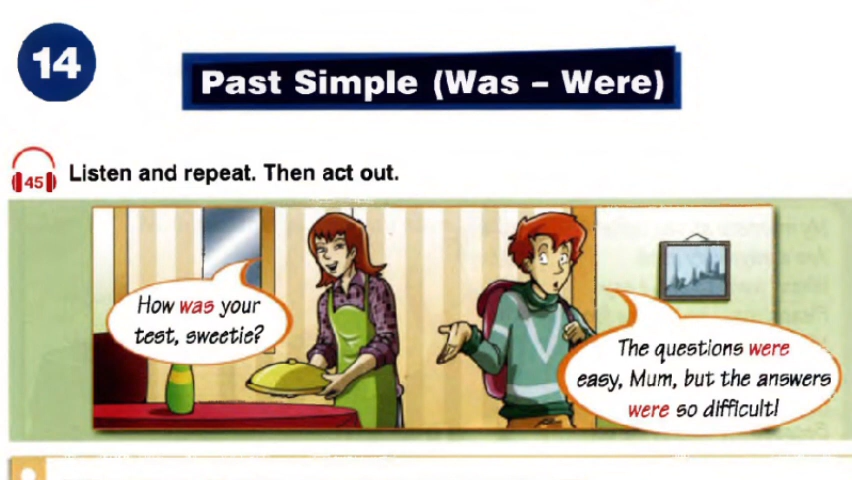 14
Past Simple (Was – Were)
45
Listen and repeat. Then act out.
How was your
test, sweetie?
The questions were
easy, Mum, but the answers
were so difficult!